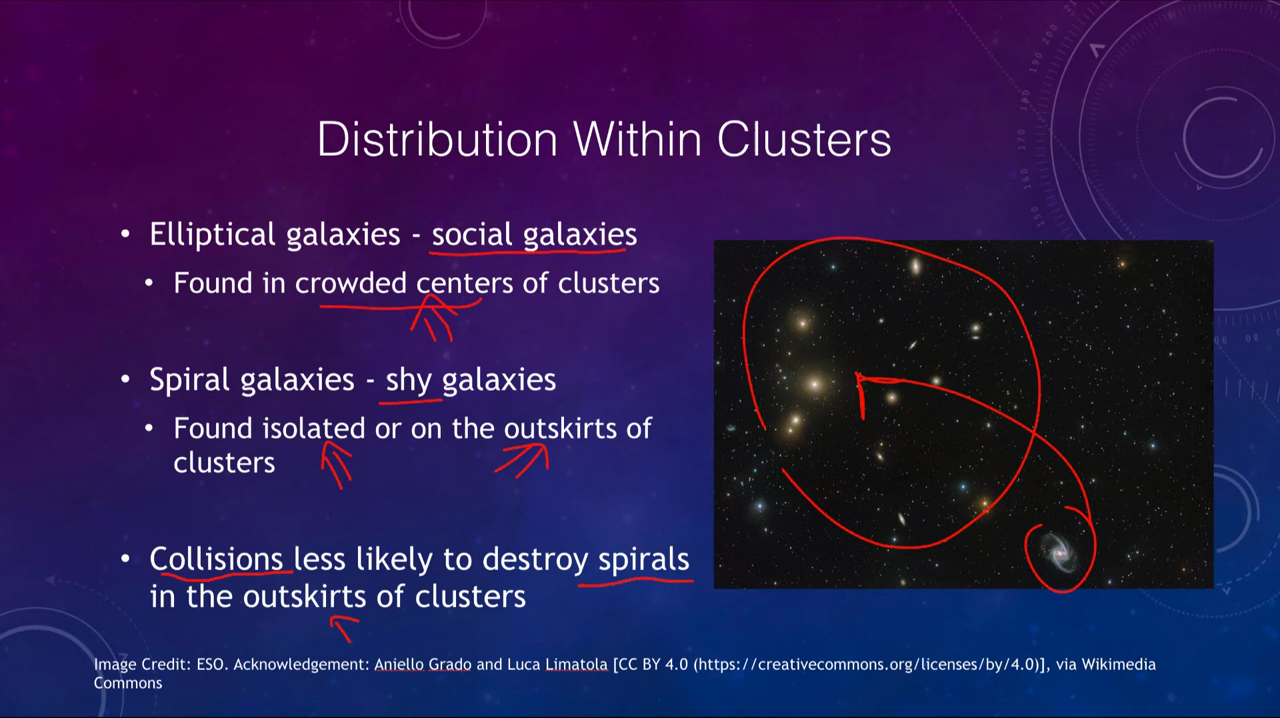 Distribution Within Clusters
• Elliptical galaxies - social galaxies
• Found in crowded centers of clusters
• Spiral galaxies - shy galaxies
• Found isolated or on the outskirts of
clusters
• Collisions less likely to destroy spirals
in the outskirts of clusters
Image Credit: ESO. Acknowledgement: Aniello Grado and Luca Limatola [CC BY 4.0 (https://creativecommons.org/licenses/by/4.0)], via Wikimedia
Commons